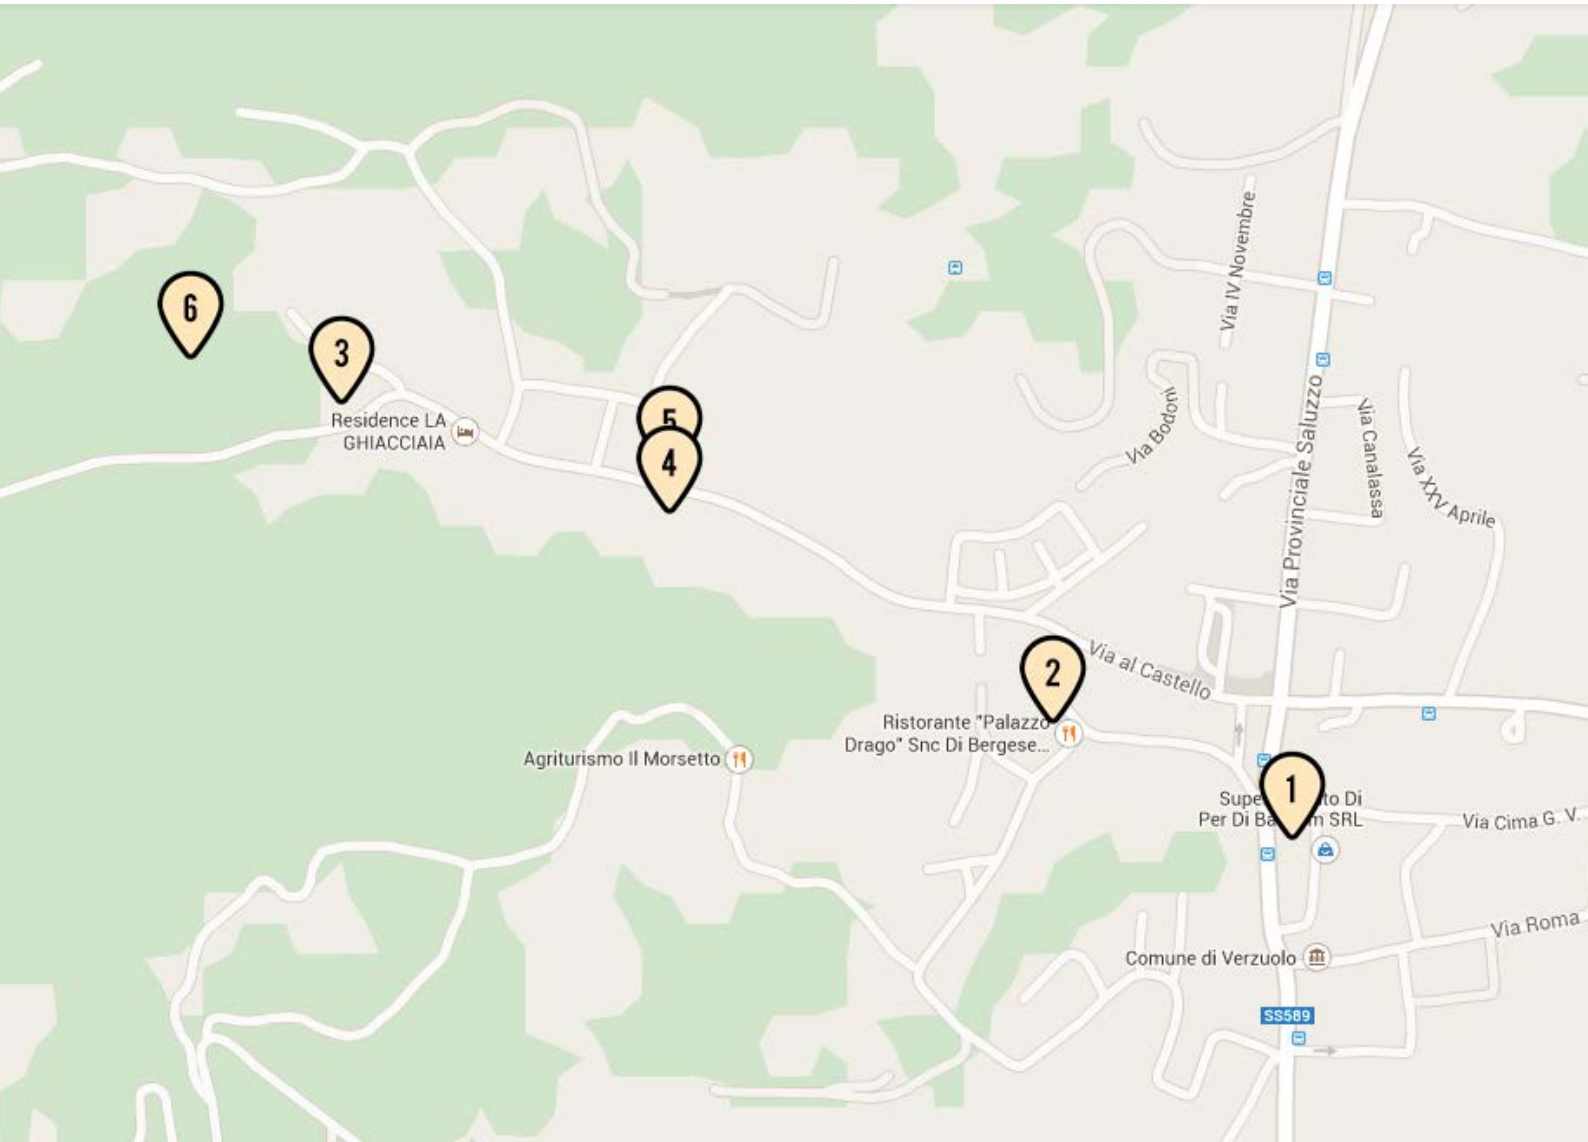 Via IV Novembre
6
3
Residence LA
GHIACCIAIA
5
4
Via Bodoni
Via Provinciale Saluzzo
Via Canalassa
Via XXV Aprile
Via al Castello
2
Ristorante "Palazzo
Drago" Snc Di Bergese...
Agriturismo Il Morsetto
1
to Di
Per Di
SRL
Via Cima G. V.
Via Roma
Comune di Verzuolo
SS589